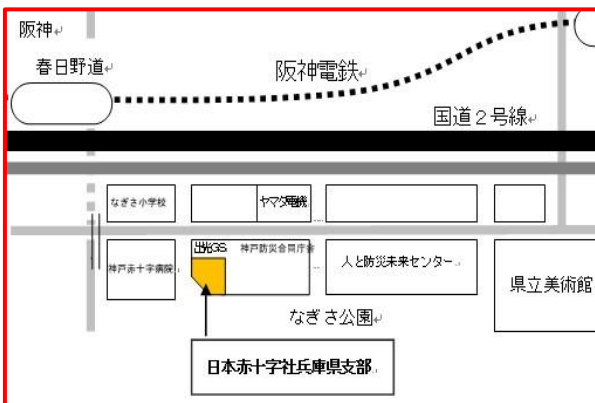 阪神
春日野道
阪神電鉄
国道２号線
なぎさ小学校
ヤマダ電機
出光GS
神戸防災合同庁舎
神戸赤十字病院
人と防災未来センター
県立美術館
なぎさ公園
日本赤十字社兵庫県支部